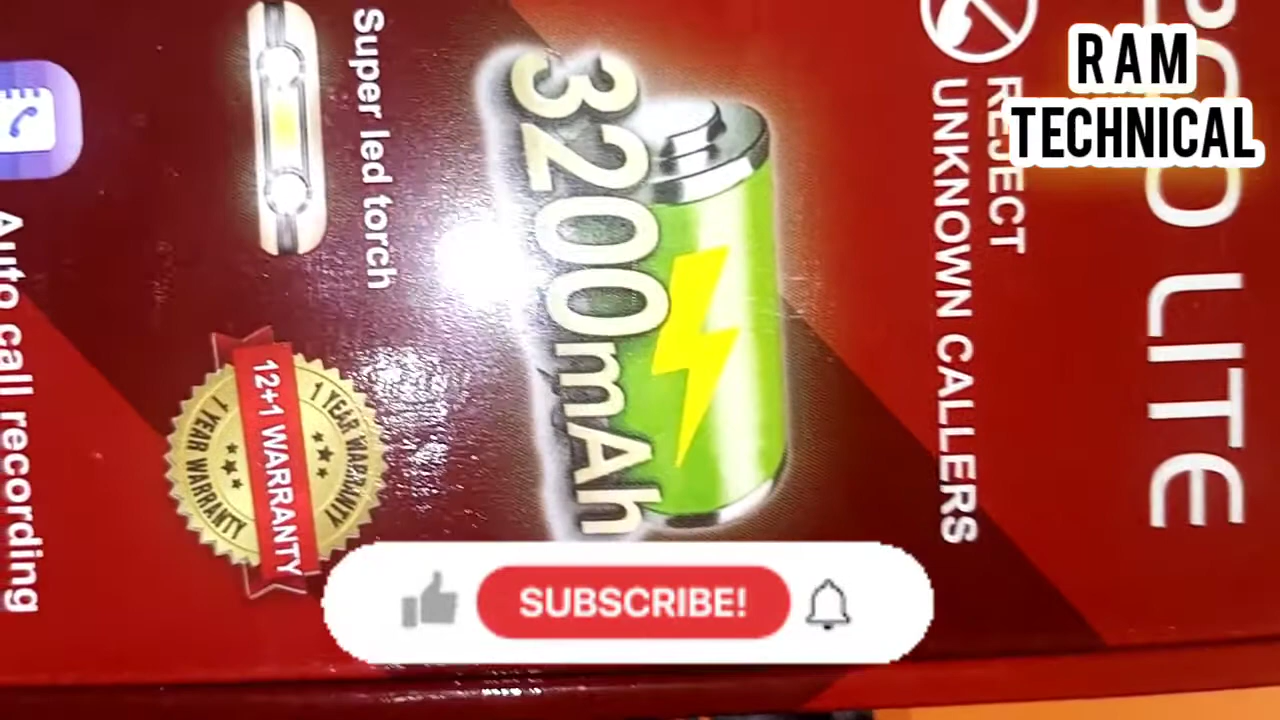 RAM
TECHNICAL
LITE
REJECT
UNKNOWN CALLERS
3200mAh
Super led torch
1 YEAR WARRANTY
12+1 WARRANTY
1 YEAR WARRANTY
Auto call recording
SUBSCRIBE!